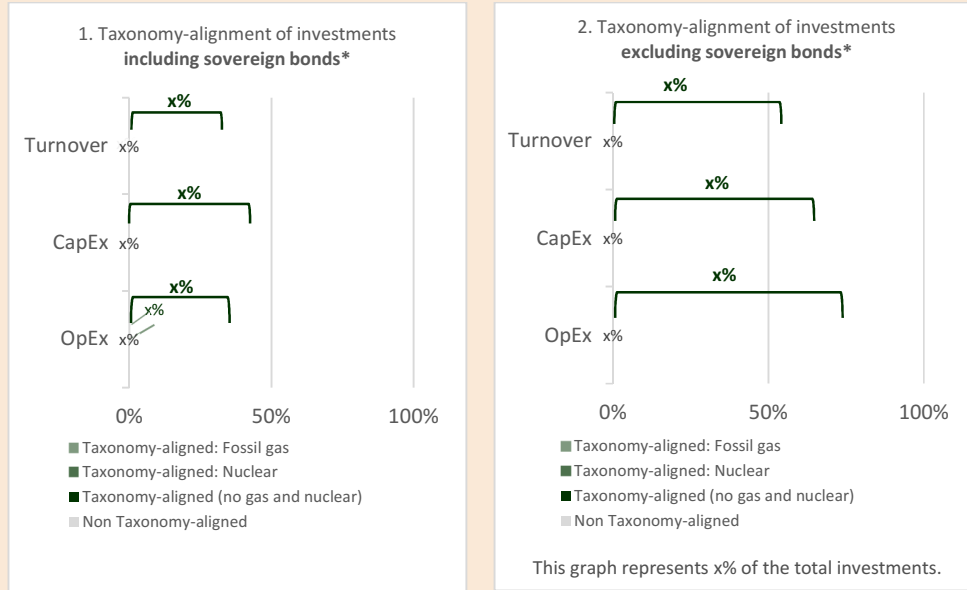 1. Taxonomy-alignment of investments
including sovereign bonds*
x%
Turnover x%
x%
CapEx x%
x%
x%
OpEx x%
0% 50% 100%
Taxonomy-aligned: Fossil gas
Taxonomy-aligned: Nuclear
Taxonomy-aligned (no gas and nuclear)
Non Taxonomy-aligned
2. Taxonomy-alignment of investments
excluding sovereign bonds*
x%
Turnover x%
x%
CapEx x%
x%
OpEx x%
0% 50% 100%
Taxonomy-aligned: Fossil gas
Taxonomy-aligned: Nuclear
Taxonomy-aligned (no gas and nuclear)
Non Taxonomy-aligned
This graph represents x% of the total investments.